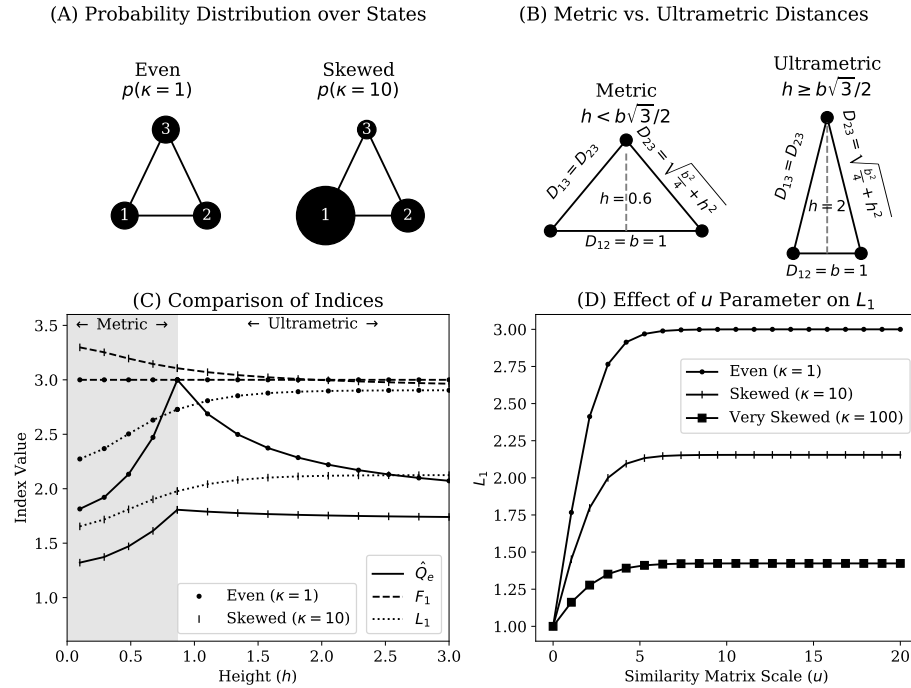 (A) Probability Distribution over States
Even
p(κ = 1)
3
1
2
Skewed
p(κ = 10)
3
1
2
(B) Metric vs. Ultrametric Distances
Metric
h < b√3/2
D13 = D23
D23 = √(b²/4 + h²)
h = 0.6
D12 = b = 1
Ultrametric
h ≥ b√3/2
D13 = D23
D23 = √(b²/4 + h²)
h = 2
D12 = b = 1
(C) Comparison of Indices
← Metric →
← Ultrametric →
Index Value
3.5
3.0
2.5
2.0
1.5
1.0
Even (κ = 1)
Skewed (κ = 10)
Q̂e
F1
L1
0.0
0.5
1.0
1.5
2.0
2.5
3.0
Height (h)
(D) Effect of u Parameter on L1
L1
3.00
2.75
2.50
2.25
2.00
1.75
1.50
1.25
1.00
Even (κ = 1)
Skewed (κ = 10)
Very Skewed (κ = 100)
0
5
10
15
20
Similarity Matrix Scale (u)